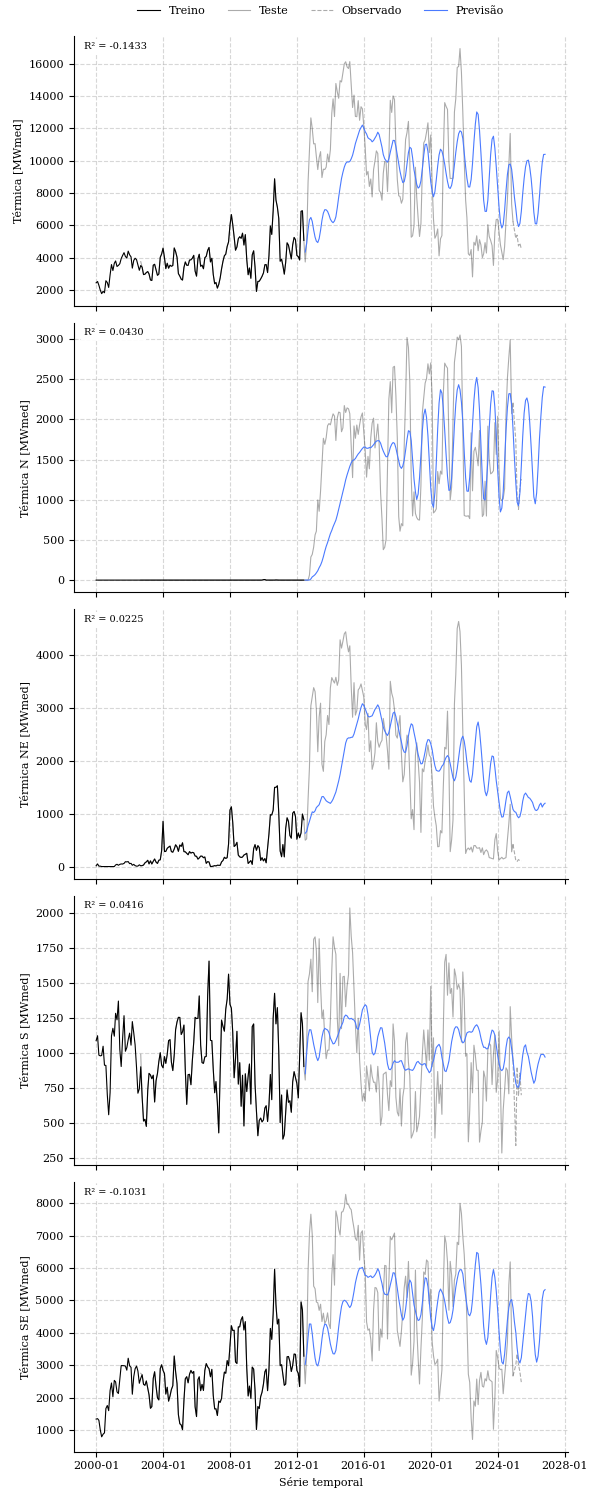 Treino Teste Observado Previsão
R² = -0.1433
Térmica [MWmed]
16000
14000
12000
10000
8000
6000
4000
2000
R² = 0.0430
Térmica N [MWmed]
3000
2500
2000
1500
1000
500
0
R² = 0.0225
Térmica NE [MWmed]
4000
3000
2000
1000
0
R² = 0.0416
Térmica S [MWmed]
2000
1750
1500
1250
1000
750
500
250
R² = -0.1031
Térmica SE [MWmed]
8000
7000
6000
5000
4000
3000
2000
1000
2000-01 2004-01 2008-01 2012-01 2016-01 2020-01 2024-01 2028-01
Série temporal